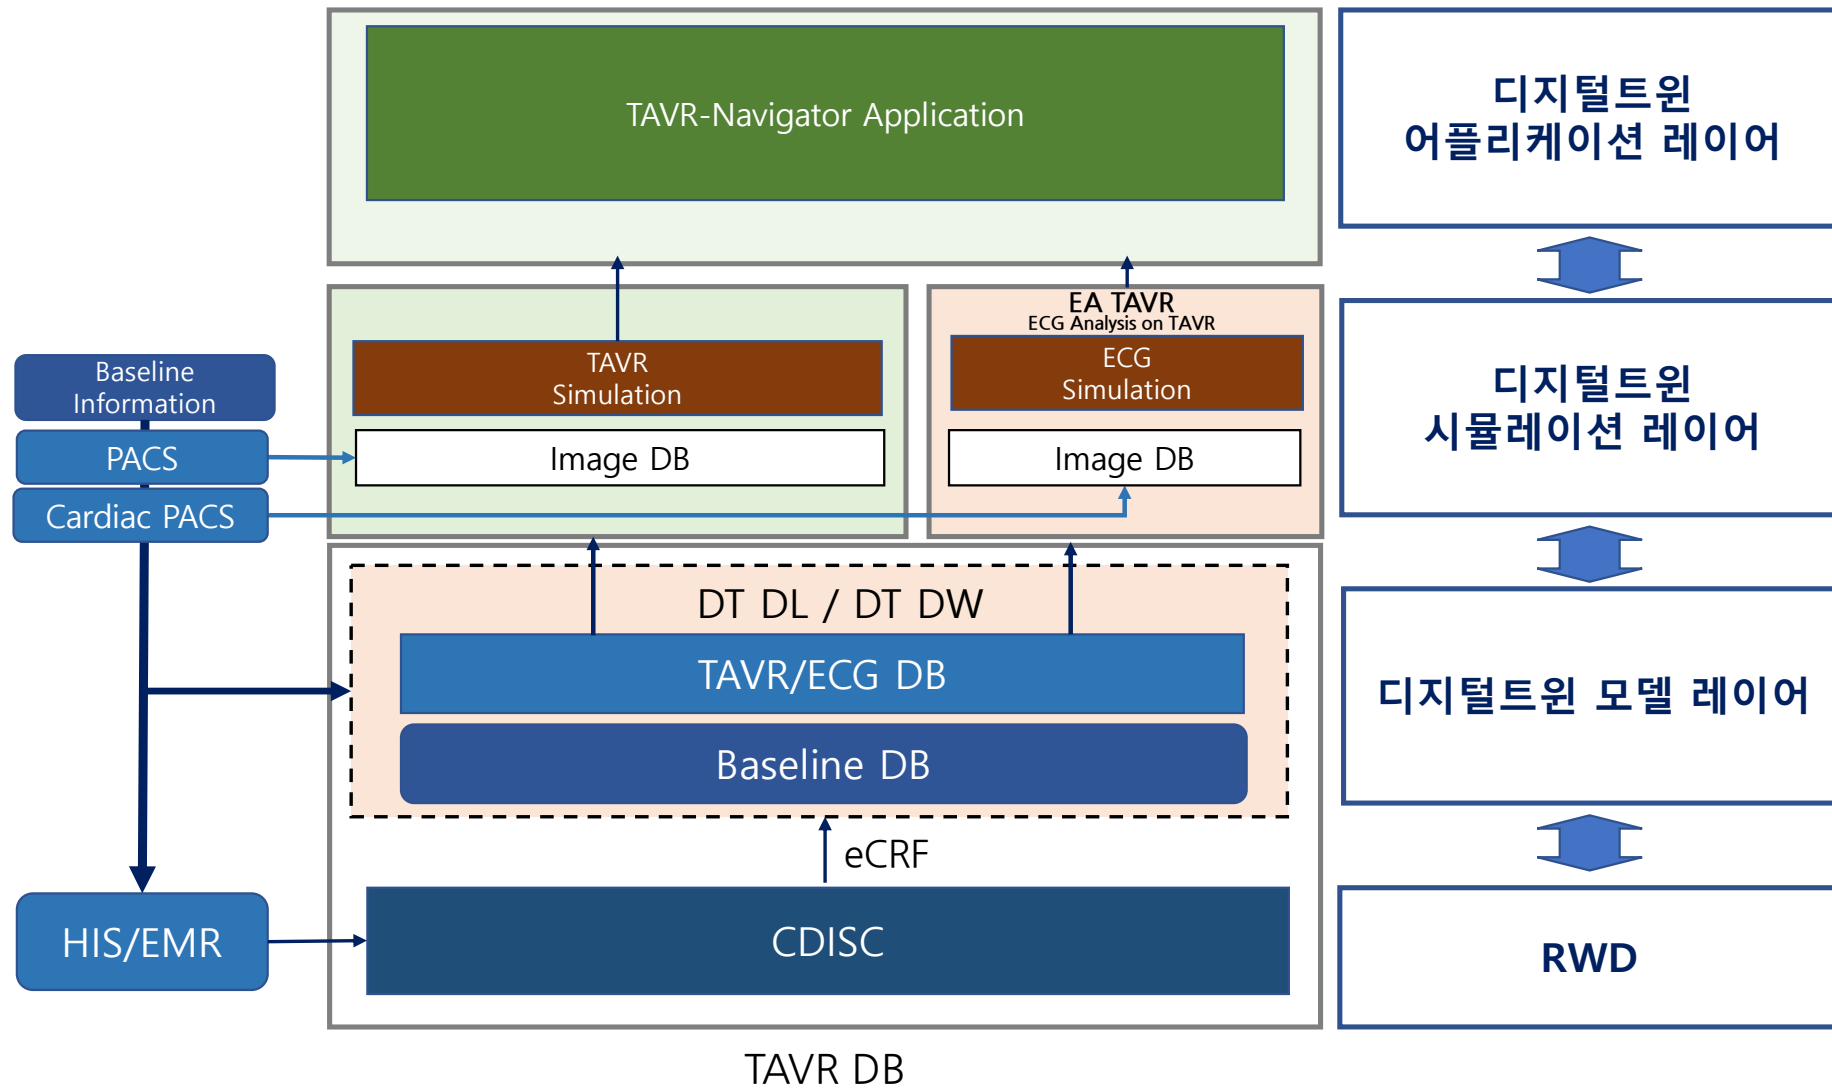 TAVR-Navigator Application
디지털트윈
어플리케이션 레이어
EA TAVR
ECG Analysis on TAVR
TAVR
Simulation
ECG
Simulation
Image DB
Image DB
디지털트윈
시뮬레이션 레이어
Baseline
Information
PACS
Cardiac PACS
DT DL / DT DW
TAVR/ECG DB
Baseline DB
디지털트윈 모델 레이어
eCRF
HIS/EMR
CDISC
RWD
TAVR DB